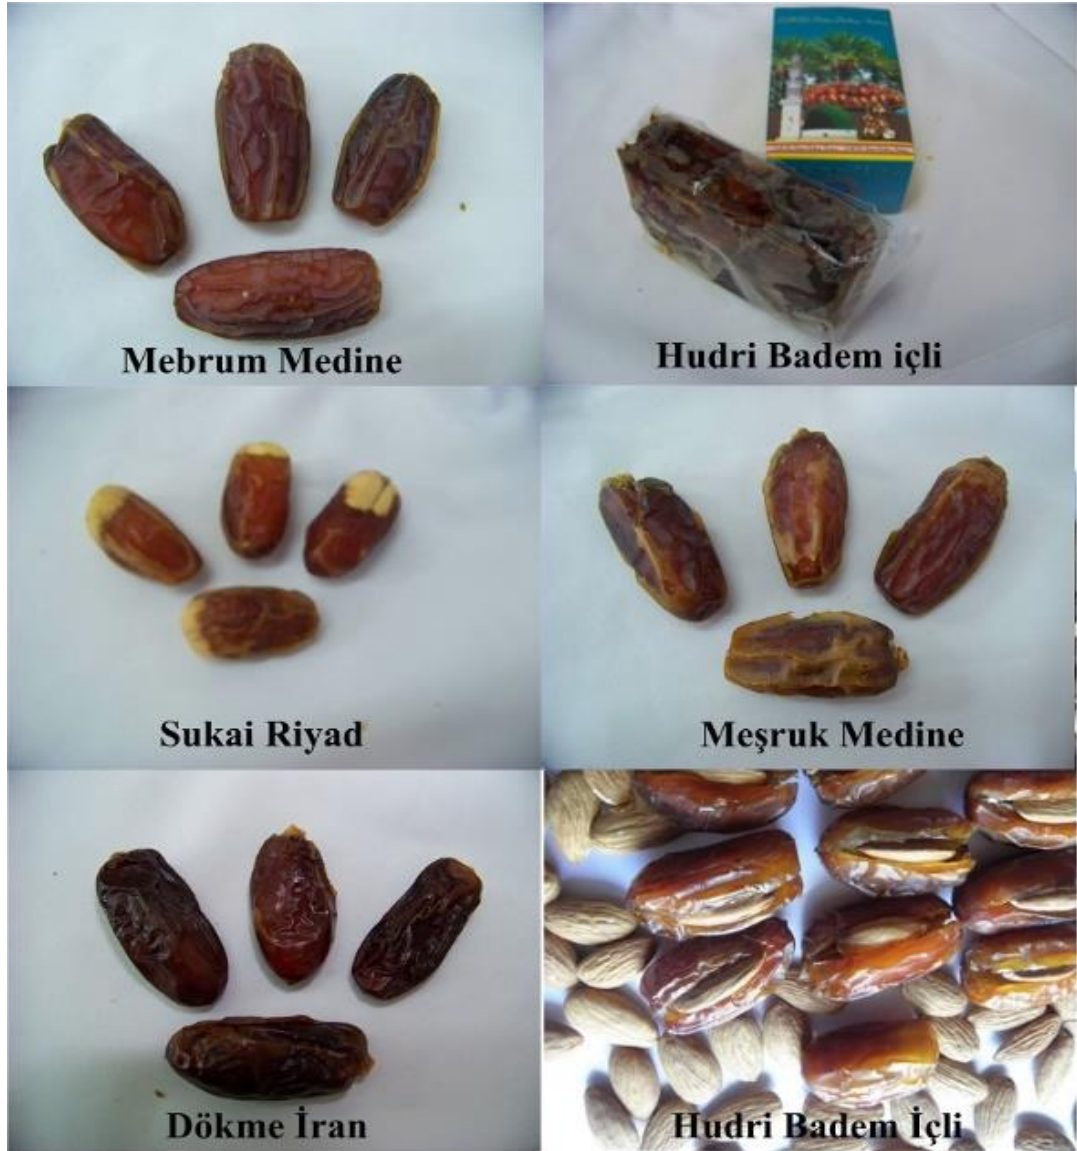 Mebrum Medine
Hudri Badem içli
Sukai Riyad
Meşruk Medine
Dökme İran
Hudri Badem İçli